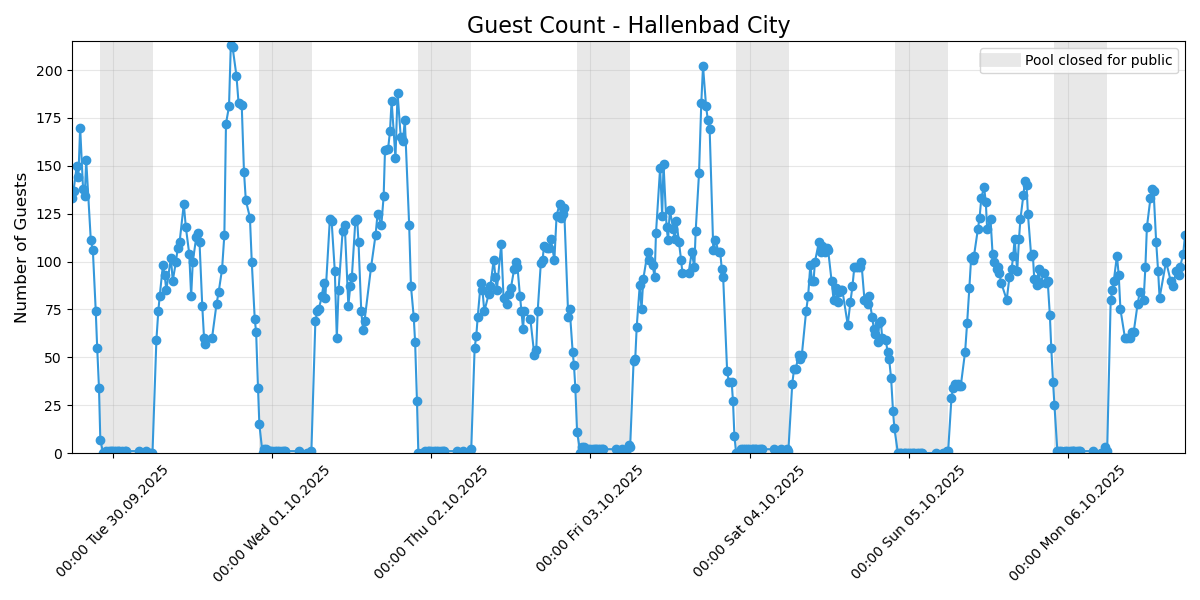 Guest Count - Hallenbad City
Pool closed for public
Number of Guests
200
175
150
125
100
75
50
25
0
00:00 Tue 30.09.2025
00:00 Wed 01.10.2025
00:00 Thu 02.10.2025
00:00 Fri 03.10.2025
00:00 Sat 04.10.2025
00:00 Sun 05.10.2025
00:00 Mon 06.10.2025